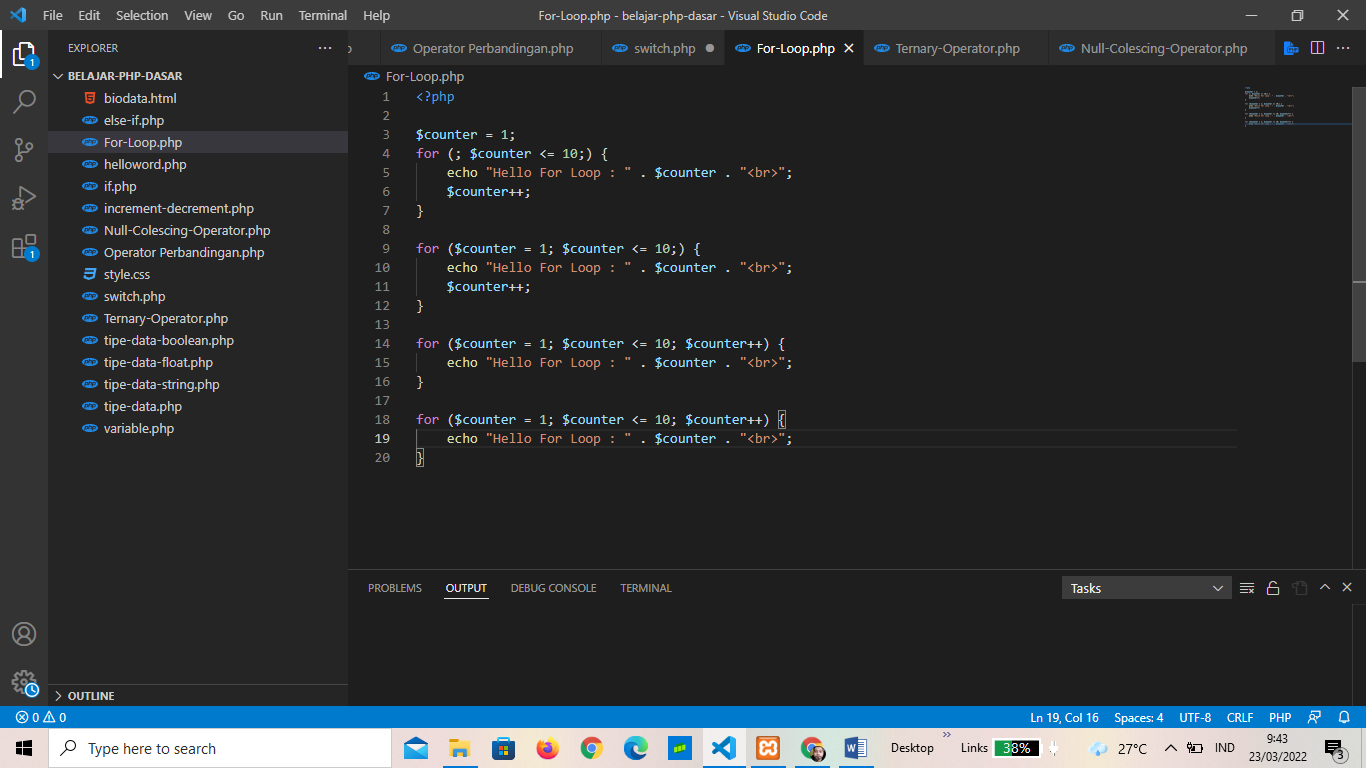 File Edit Selection View Go Run Terminal Help For-Loop.php - belajar-php-dasar - Visual Studio Code
EXPLORER
BELAJAR-PHP-DASAR
biodata.html
else-if.php
For-Loop.php
helloword.php
if.php
increment-decrement.php
Null-Colescing-Operator.php
Operator Perbandingan.php
style.css
switch.php
Ternary-Operator.php
tipe-data-boolean.php
tipe-data-float.php
tipe-data-string.php
tipe-data.php
variable.php
OUTLINE
1
1
Operator Perbandingan.php switch.php For-Loop.php Ternary-Operator.php Null-Colescing-Operator.php
For-Loop.php
1 <?php
2
3 $counter = 1;
4 for (; $counter <= 10;) {
5 echo "Hello For Loop : " . $counter . "<br>";
6 $counter++;
7 }
8
9 for ($counter = 1; $counter <= 10;) {
10 echo "Hello For Loop : " . $counter . "<br>";
11 $counter++;
12 }
13
14 for ($counter = 1; $counter <= 10; $counter++) {
15 echo "Hello For Loop : " . $counter . "<br>";
16 }
17
18 for ($counter = 1; $counter <= 10; $counter++) {
19 echo "Hello For Loop : " . $counter . "<br>";
20 }
PROBLEMS OUTPUT DEBUG CONSOLE TERMINAL Tasks
0 0 Ln 19, Col 16 Spaces: 4 UTF-8 CRLF PHP
Type here to search Desktop Links 38% 27°C IND 9:43
23/03/2022 3